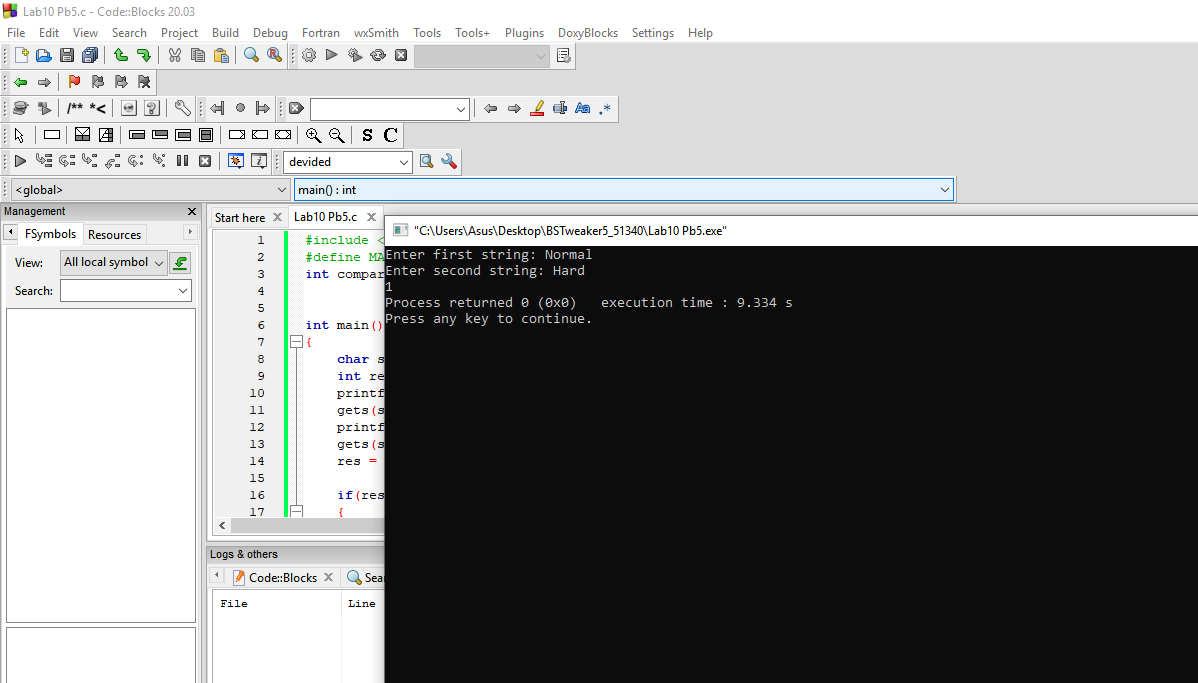 Lab10 Pb5.c - Code::Blocks 20.03
File Edit View Search Project Build Debug Fortran wxSmith Tools Tools+ Plugins DoxyBlocks Settings Help
/** *<
Aa .*
S C
devided
<global>
main() : int
Management
FSymbols Resources
View: All local symbol
Search:
Start here Lab10 Pb5.c
1 #include <
2 #define MA
3 int compar
4
5
6 int main()
7 {
8 char s
9 int re
10 printf
11 gets(s
12 printf
13 gets(s
14 res =
15
16 if(res
17 {
Logs & others
Code::Blocks Sea
File Line
"C:\Users\Asus\Desktop\BSTweaker5_51340\Lab10 Pb5.exe"
Enter first string: Normal
Enter second string: Hard
1
Process returned 0 (0x0) execution time : 9.334 s
Press any key to continue.